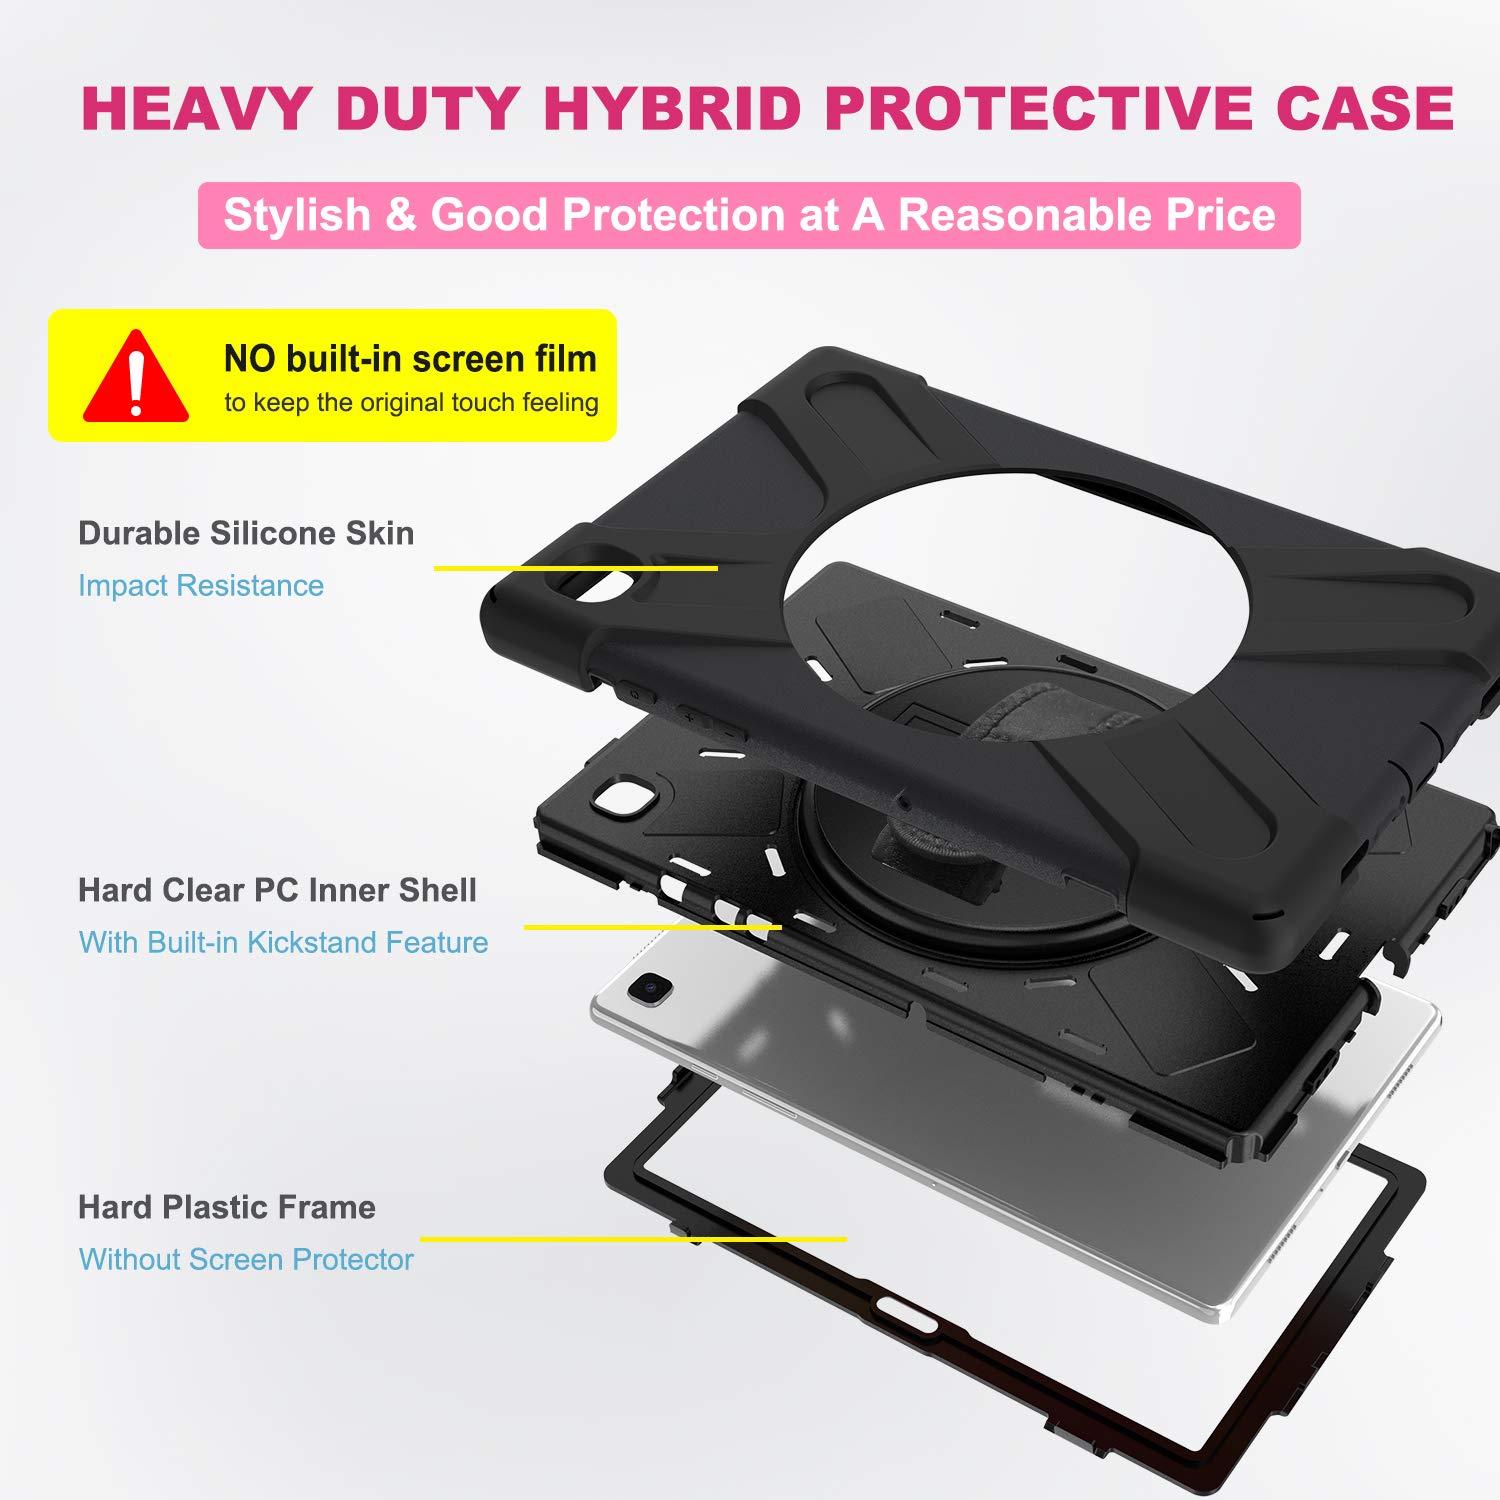 HEAVY DUTY HYBRID PROTECTIVE CASE
Stylish & Good Protection at A Reasonable Price
NO built-in screen film
to keep the original touch feeling
Durable Silicone Skin
Impact Resistance
Hard Clear PC Inner Shell
With Built-in Kickstand Feature
Hard Plastic Frame
Without Screen Protector